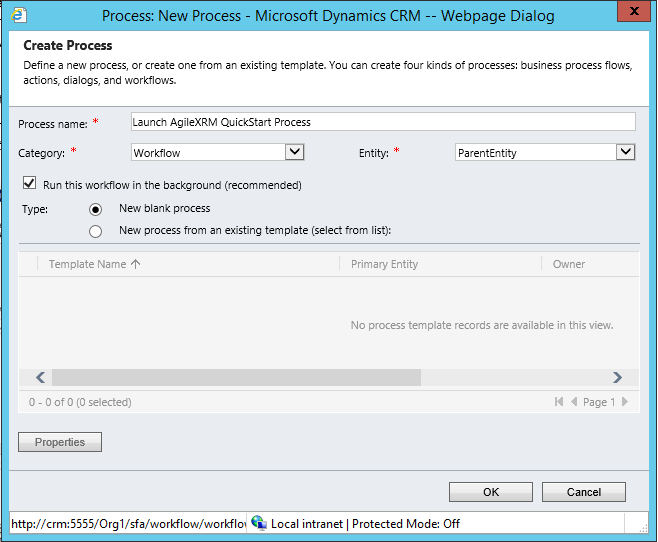 Process: New Process - Microsoft Dynamics CRM -- Webpage Dialog
X
Create Process
Define a new process, or create one from an existing template. You can create four kinds of processes: business process flows,
actions, dialogs, and workflows.
Process name: * Launch AgileXRM QuickStart Process
Category: * Workflow Entity: * ParentEntity
Run this workflow in the background (recommended)
Type: New blank process
New process from an existing template (select from list):
Template Name Primary Entity Owner
No process template records are available in this view.
0 - 0 of 0 (0 selected) Page 1
Properties
OK Cancel
http://crm:5555/Org1/sfa/workflow/workflow Local intranet | Protected Mode: Off